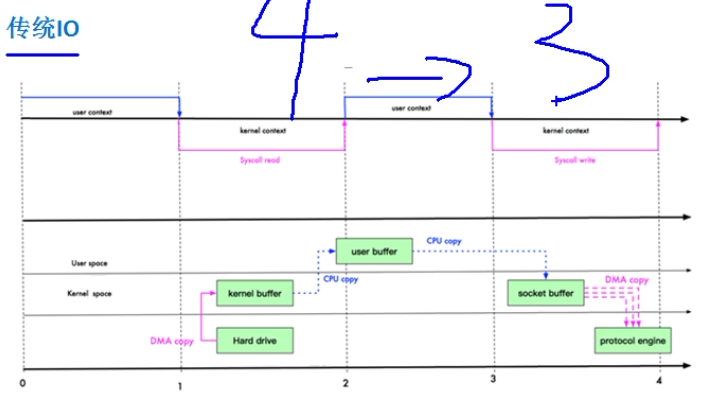 传统IO
4 → 3
user context
user context
kernel context
kernel context
Syscall read
Syscall write
user buffer
CPU copy
User space
Kernel space
kernel buffer
CPU copy
socket buffer
DMA copy
DMA copy
Hard drive
protocol engine
0
1
2
3
4